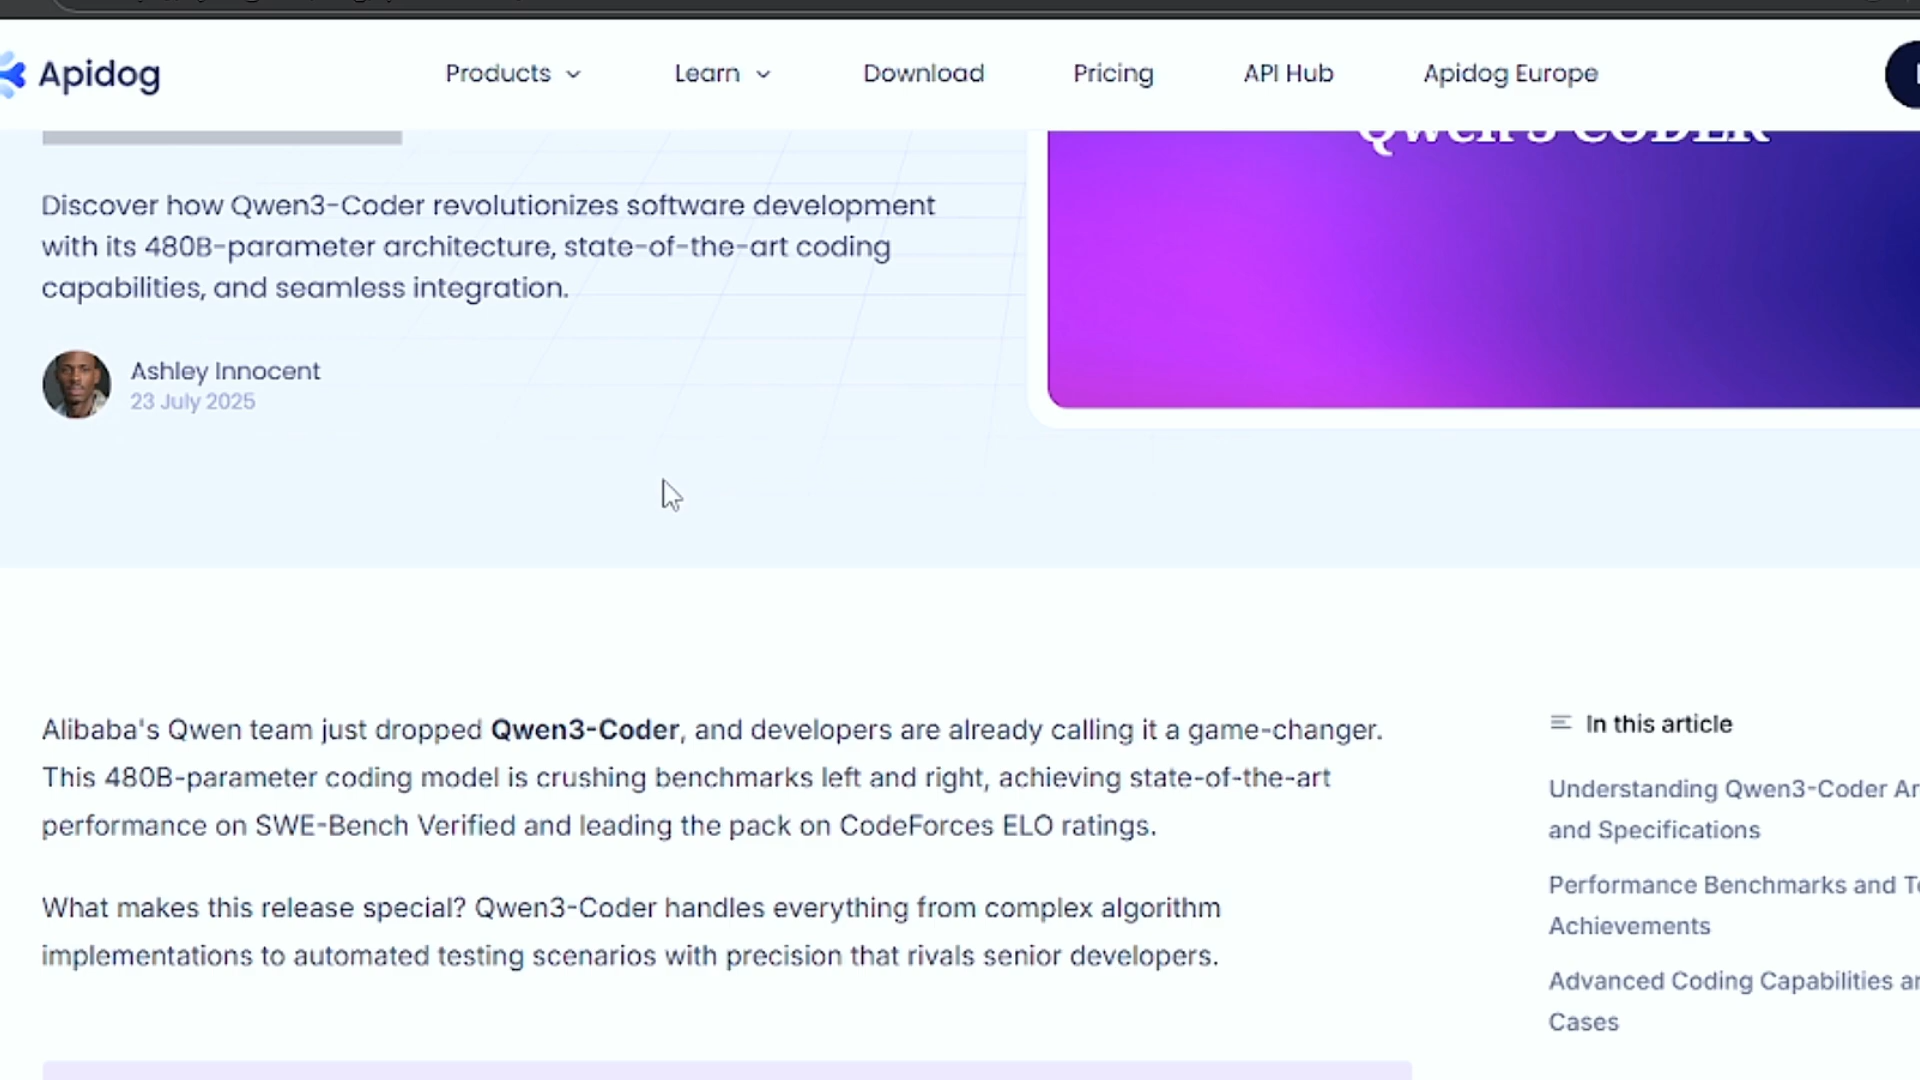 Apidog
Products
Learn
Download
Pricing
API Hub
Apidog Europe
Qwen3 CODER
Discover how Qwen3-Coder revolutionizes software development
with its 480B-parameter architecture, state-of-the-art coding
capabilities, and seamless integration.
Ashley Innocent
23 July 2025
Alibaba's Qwen team just dropped Qwen3-Coder, and developers are already calling it a game-changer.
This 480B-parameter coding model is crushing benchmarks left and right, achieving state-of-the-art
performance on SWE-Bench Verified and leading the pack on CodeForces ELO ratings.
What makes this release special? Qwen3-Coder handles everything from complex algorithm
implementations to automated testing scenarios with precision that rivals senior developers.
In this article
Understanding Qwen3-Coder
and Specifications
Performance Benchmarks and
Achievements
Advanced Coding Capabilities
Cases